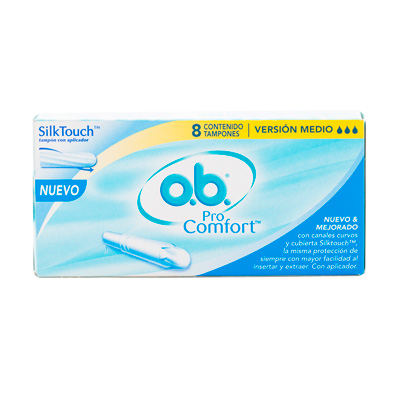 SilkTouch™
tampón con aplicador
NUEVO
8 CONTENIDO TAMPONES
VERSIÓN MEDIO
o.b.
Pro
Comfort™
NUEVO &
MEJORADO
con canales curvos
y cubierta Silktouch™,
la misma protección de
siempre con mayor facilidad al
insertar y extraer. Con aplicador.